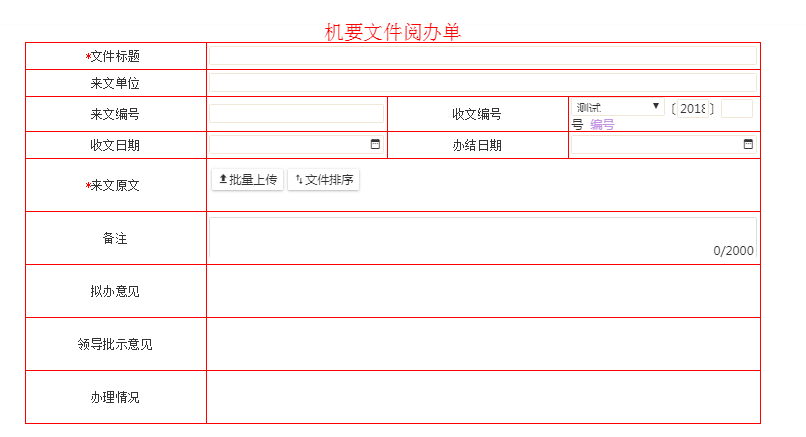 机要文件阅办单
*文件标题
来文单位
来文编号 收文编号 测试 ▼ 〔2018〕
号 编号
收文日期 办结日期
*来文原文 批量上传 文件排序
备注
0/2000
拟办意见
领导批示意见
办理情况